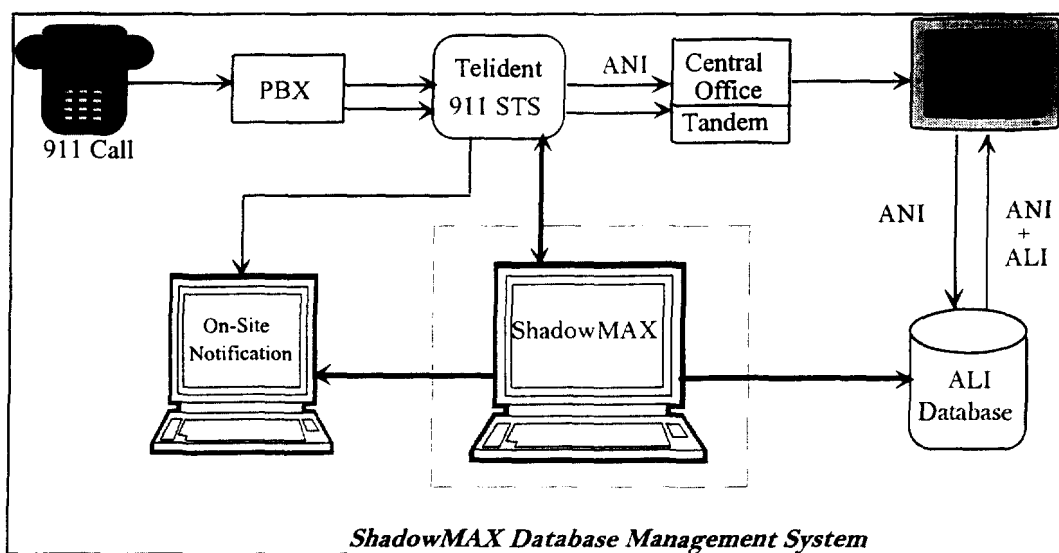 911 Call
PBX
Telident
911 STS
ANI
Central
Office
Tandem
ANI
ANI
+
ALI
On-Site
Notification
ShadowMAX
ALI
Database
ShadowMAX Database Management System